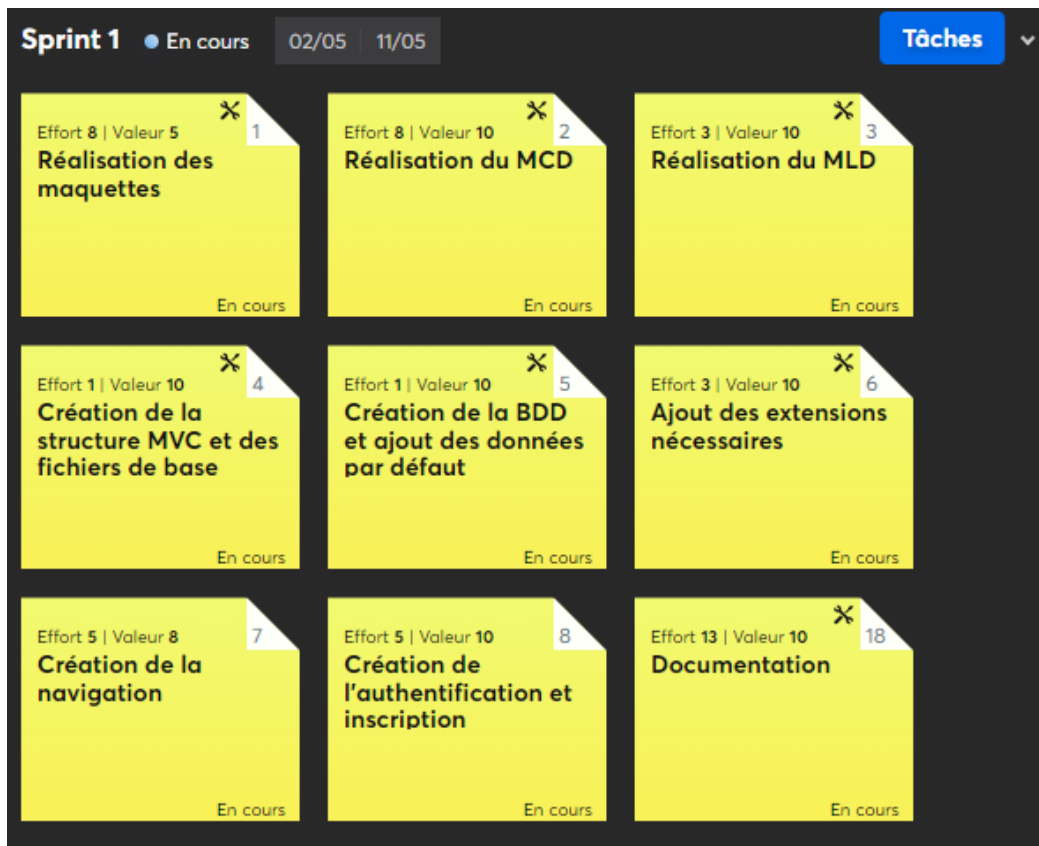 Sprint 1 En cours 02/05 11/05 Tâches
Effort 8 | Valeur 5 1
Réalisation des
maquettes
En cours
Effort 8 | Valeur 10 2
Réalisation du MCD
En cours
Effort 3 | Valeur 10 3
Réalisation du MLD
En cours
Effort 1 | Valeur 10 4
Création de la
structure MVC et des
fichiers de base
En cours
Effort 1 | Valeur 10 5
Création de la BDD
et ajout des données
par défaut
En cours
Effort 3 | Valeur 10 6
Ajout des extensions
nécessaires
En cours
Effort 5 | Valeur 8 7
Création de la
navigation
En cours
Effort 5 | Valeur 10 8
Création de
l'authentification et
inscription
En cours
Effort 13 | Valeur 10 18
Documentation
En cours